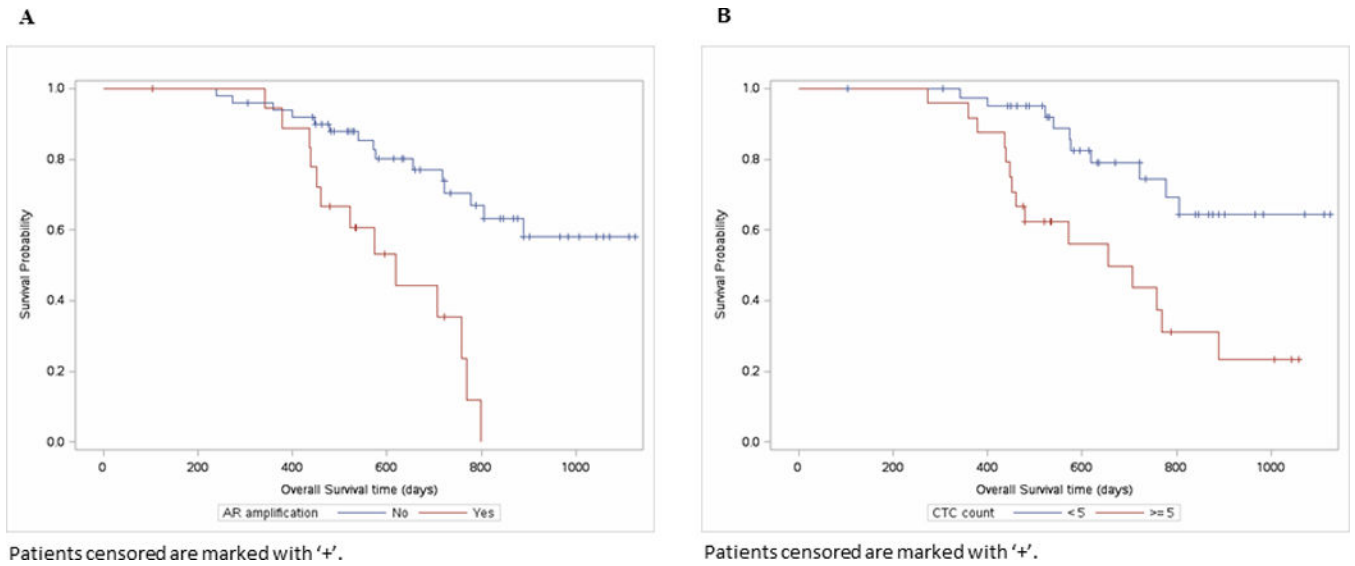 A
1.0
0.8
0.6
0.4
0.2
0.0
Survival Probability
0 200 400 600 800 1000
Overall Survival time (days)
AR amplification No Yes
Patients censored are marked with ‘+’.
B
1.0
0.8
0.6
0.4
0.2
0.0
Survival Probability
0 200 400 600 800 1000
Overall Survival time (days)
CTC count < 5 >= 5
Patients censored are marked with ‘+’.